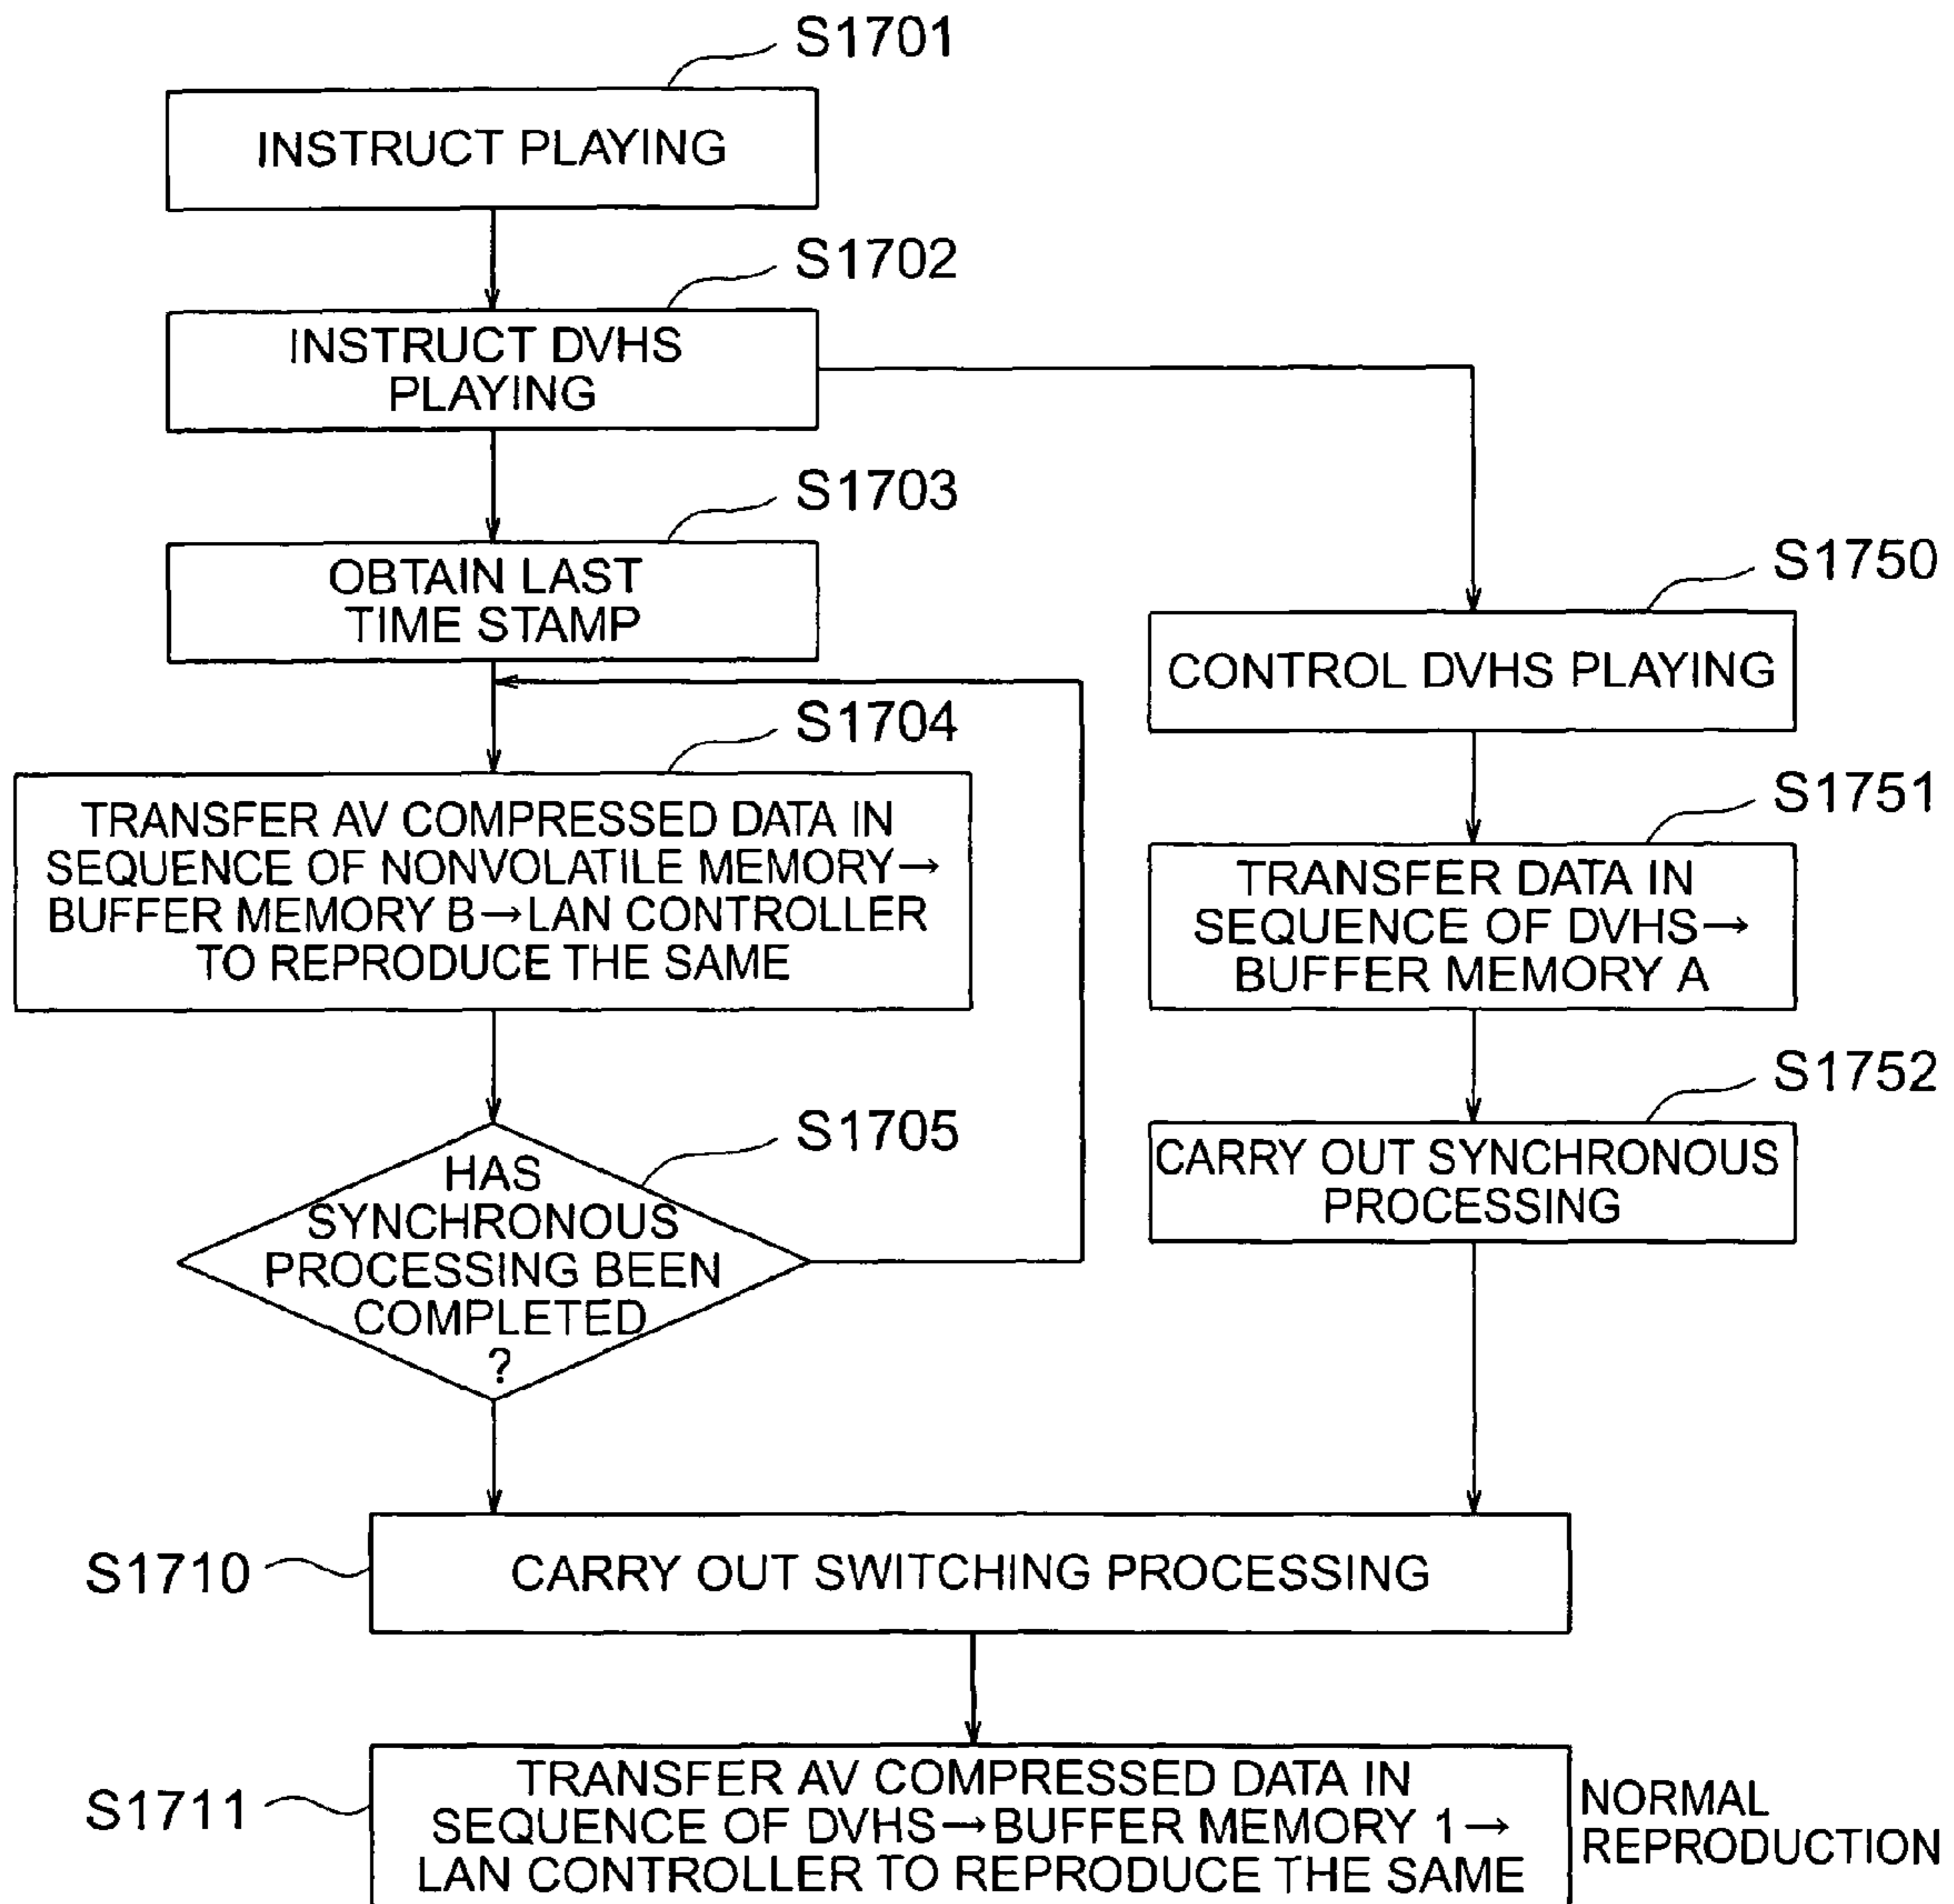 S1701
INSTRUCT PLAYING
S1702
INSTRUCT DVHS
PLAYING
S1703
OBTAIN LAST
TIME STAMP
S1704
TRANSFER AV COMPRESSED DATA IN
SEQUENCE OF NONVOLATILE MEMORY→
BUFFER MEMORY B→LAN CONTROLLER
TO REPRODUCE THE SAME
S1705
HAS
SYNCHRONOUS
PROCESSING BEEN
COMPLETED
?
S1750
CONTROL DVHS PLAYING
S1751
TRANSFER DATA IN
SEQUENCE OF DVHS→
BUFFER MEMORY A
S1752
CARRY OUT SYNCHRONOUS
PROCESSING
S1710
CARRY OUT SWITCHING PROCESSING
S1711
TRANSFER AV COMPRESSED DATA IN
SEQUENCE OF DVHS→BUFFER MEMORY 1→
LAN CONTROLLER TO REPRODUCE THE SAME
NORMAL
REPRODUCTION